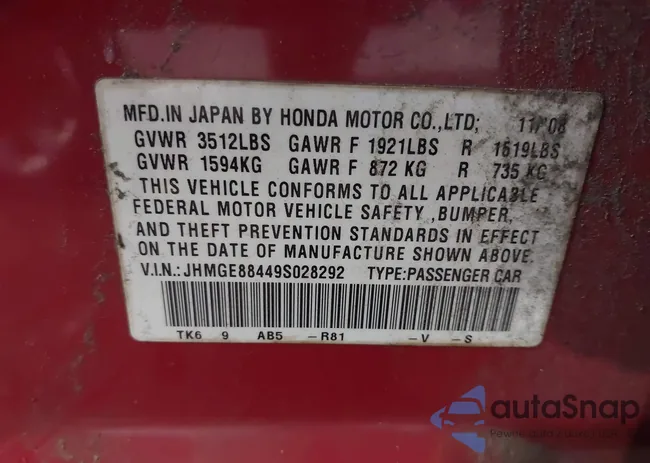 MFD.IN JAPAN BY HONDA MOTOR CO.,LTD; 11/'08
GVWR 3512LBS GAWR F 1921LBS R 1619LBS
GVWR 1594KG GAWR F 872 KG R 735 KG
THIS VEHICLE CONFORMS TO ALL APPLICABLE
FEDERAL MOTOR VEHICLE SAFETY ,BUMPER,
AND THEFT PREVENTION STANDARDS IN EFFECT
ON THE DATE OF MANUFACTURE SHOWN ABOVE.
V.I.N.: JHMGE88449S028292 TYPE:PASSENGER CAR
TK6 9 AB5 –R81 –V –S
autoSnap